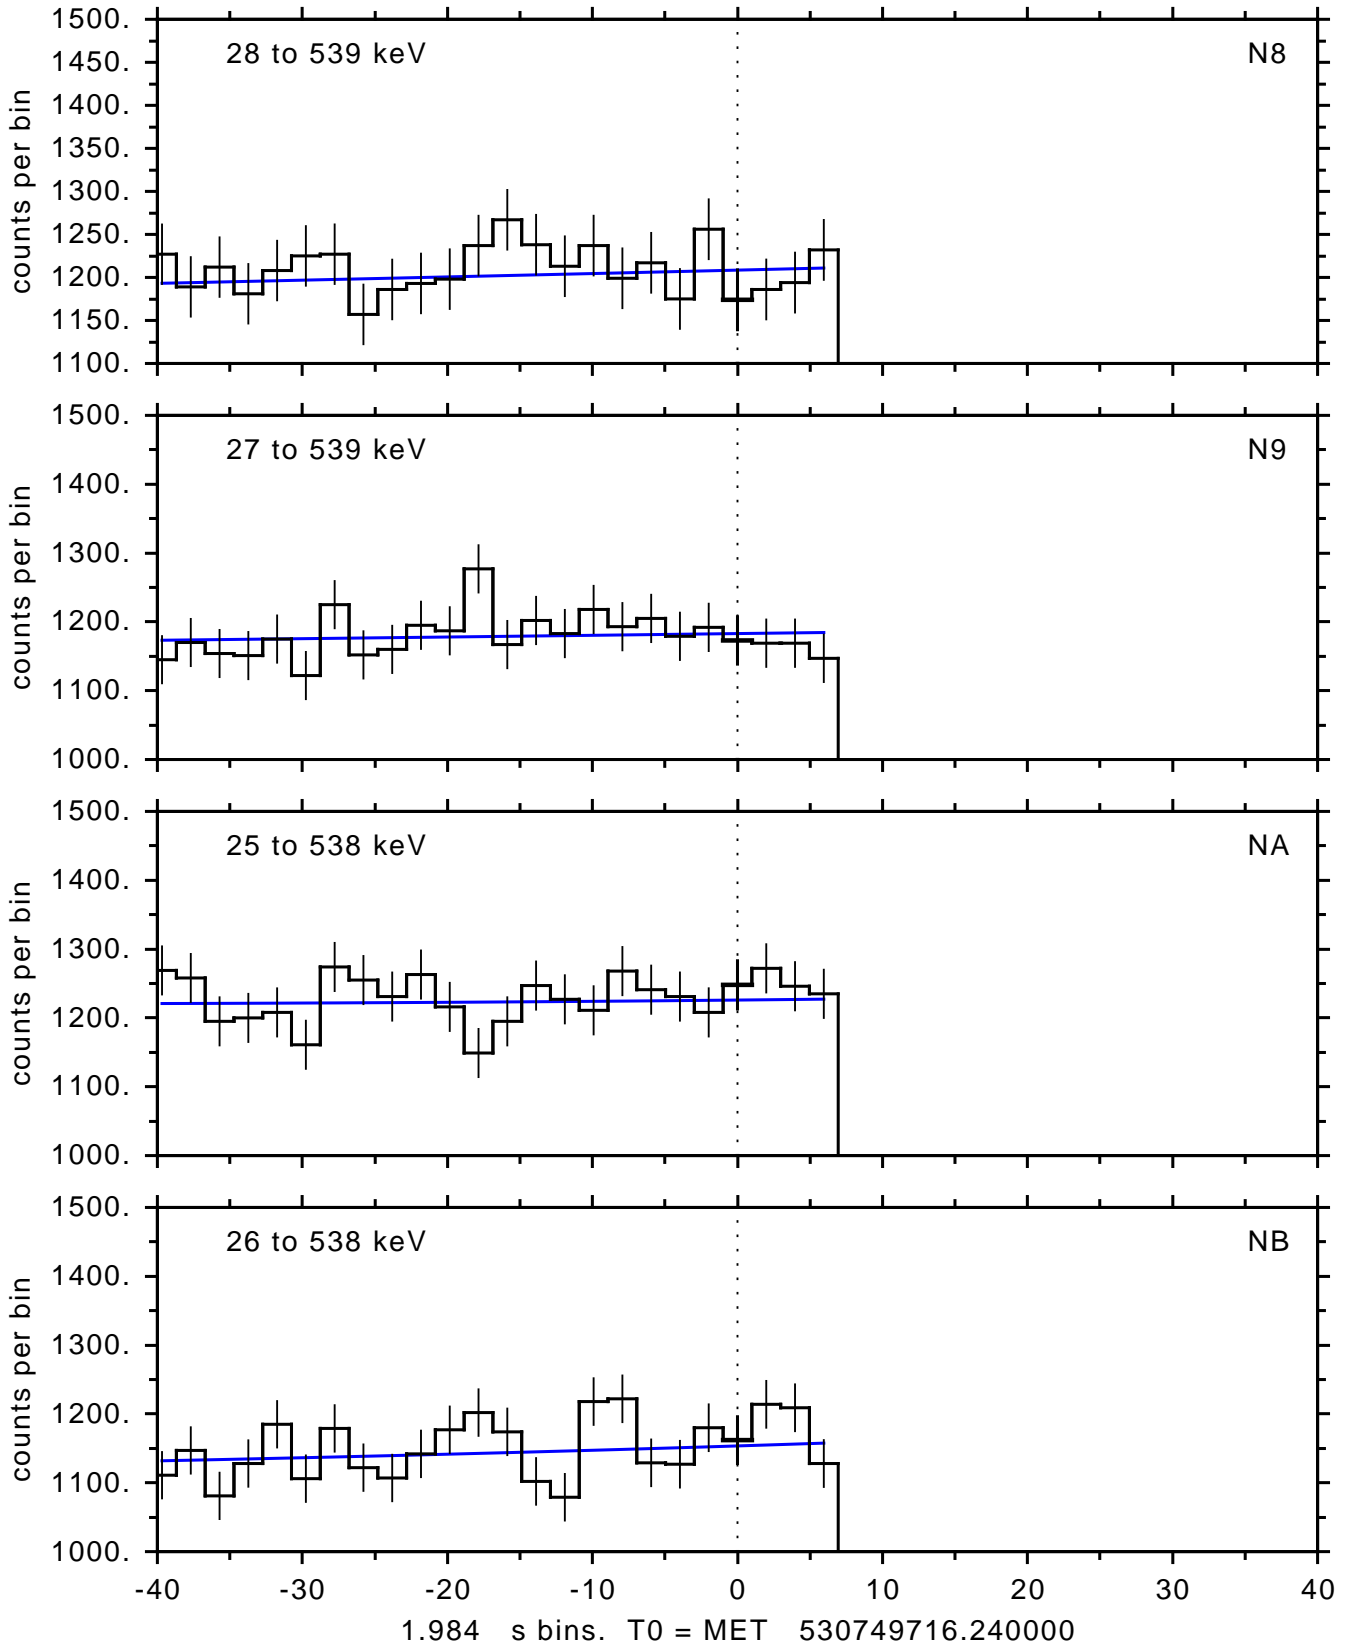 1500.
1450.
1400.
1350.
1300.
1250.
1200.
1150.
1100.
counts per bin
28 to 539 keV
N8
1500.
1400.
1300.
1200.
1100.
1000.
counts per bin
27 to 539 keV
N9
1500.
1400.
1300.
1200.
1100.
1000.
counts per bin
25 to 538 keV
NA
1500.
1400.
1300.
1200.
1100.
1000.
counts per bin
26 to 538 keV
NB
-40 -30 -20 -10 0 10 20 30 40
1.984 s bins. T0 = MET 530749716.240000